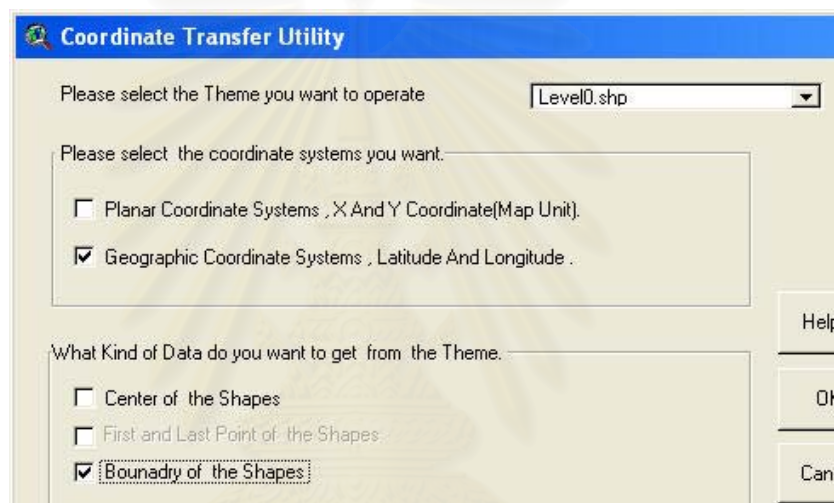 Coordinate Transfer Utility
Please select the Theme you want to operate
Level0.shp
Please select the coordinate systems you want.
Planar Coordinate Systems , X And Y Coordinate(Map Unit).
Geographic Coordinate Systems , Latitude And Longitude .
Help
What Kind of Data do you want to get from the Theme.
Center of the Shapes
OK
First and Last Point of the Shapes
Bounadry of the Shapes
Can